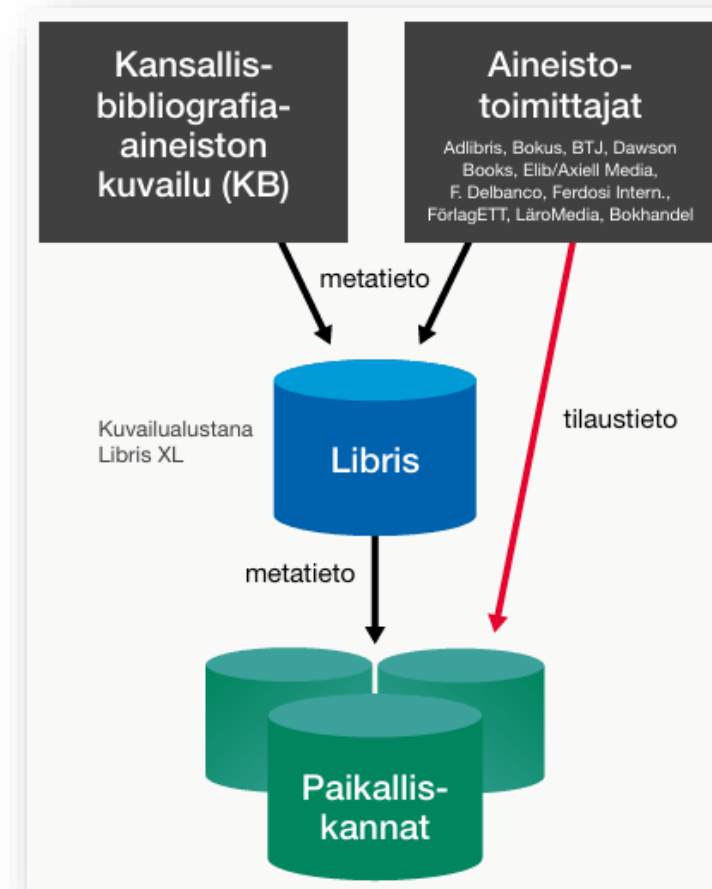 Kansallis-
bibliografia-
aineiston
kuvailu (KB)
Aineisto-
toimittajat
Adlibris, Bokus, BTJ, Dawson
Books, Elib/Axiell Media,
F. Delbanco, Ferdosi Intern.,
FörlagETT, LäroMedia, Bokhandel
metatieto
tilaustieto
Kuvailualustana
Libris XL
Libris
metatieto
Paikallis-
kannat